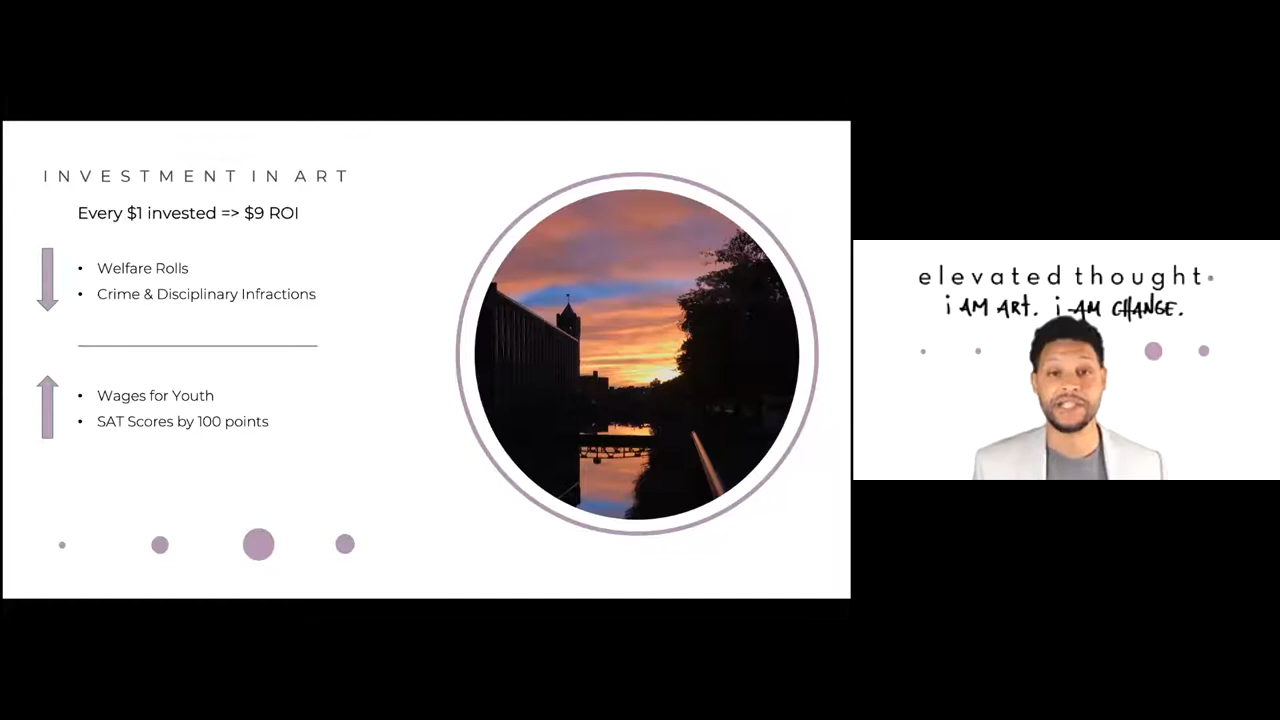 INVESTMENT IN ART
Every $1 invested => $9 ROI
• Welfare Rolls
• Crime & Disciplinary Infractions
• Wages for Youth
• SAT Scores by 100 points
elevated thought
i AM ART. i AM CHANGE.